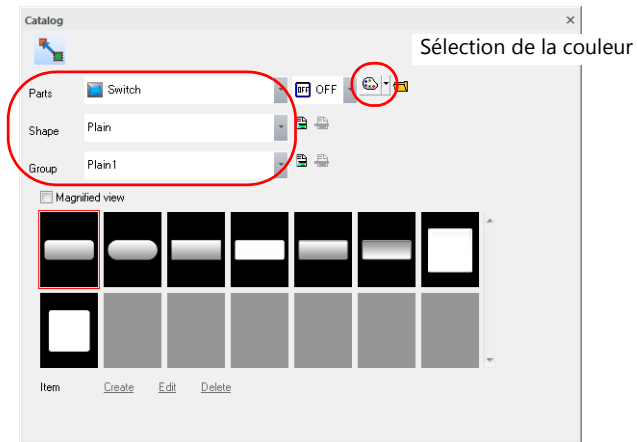 Catalog
Sélection de la couleur
Parts Switch OFF OFF
Shape Plain
Group Plain1
Magnified view
Item Create Edit Delete